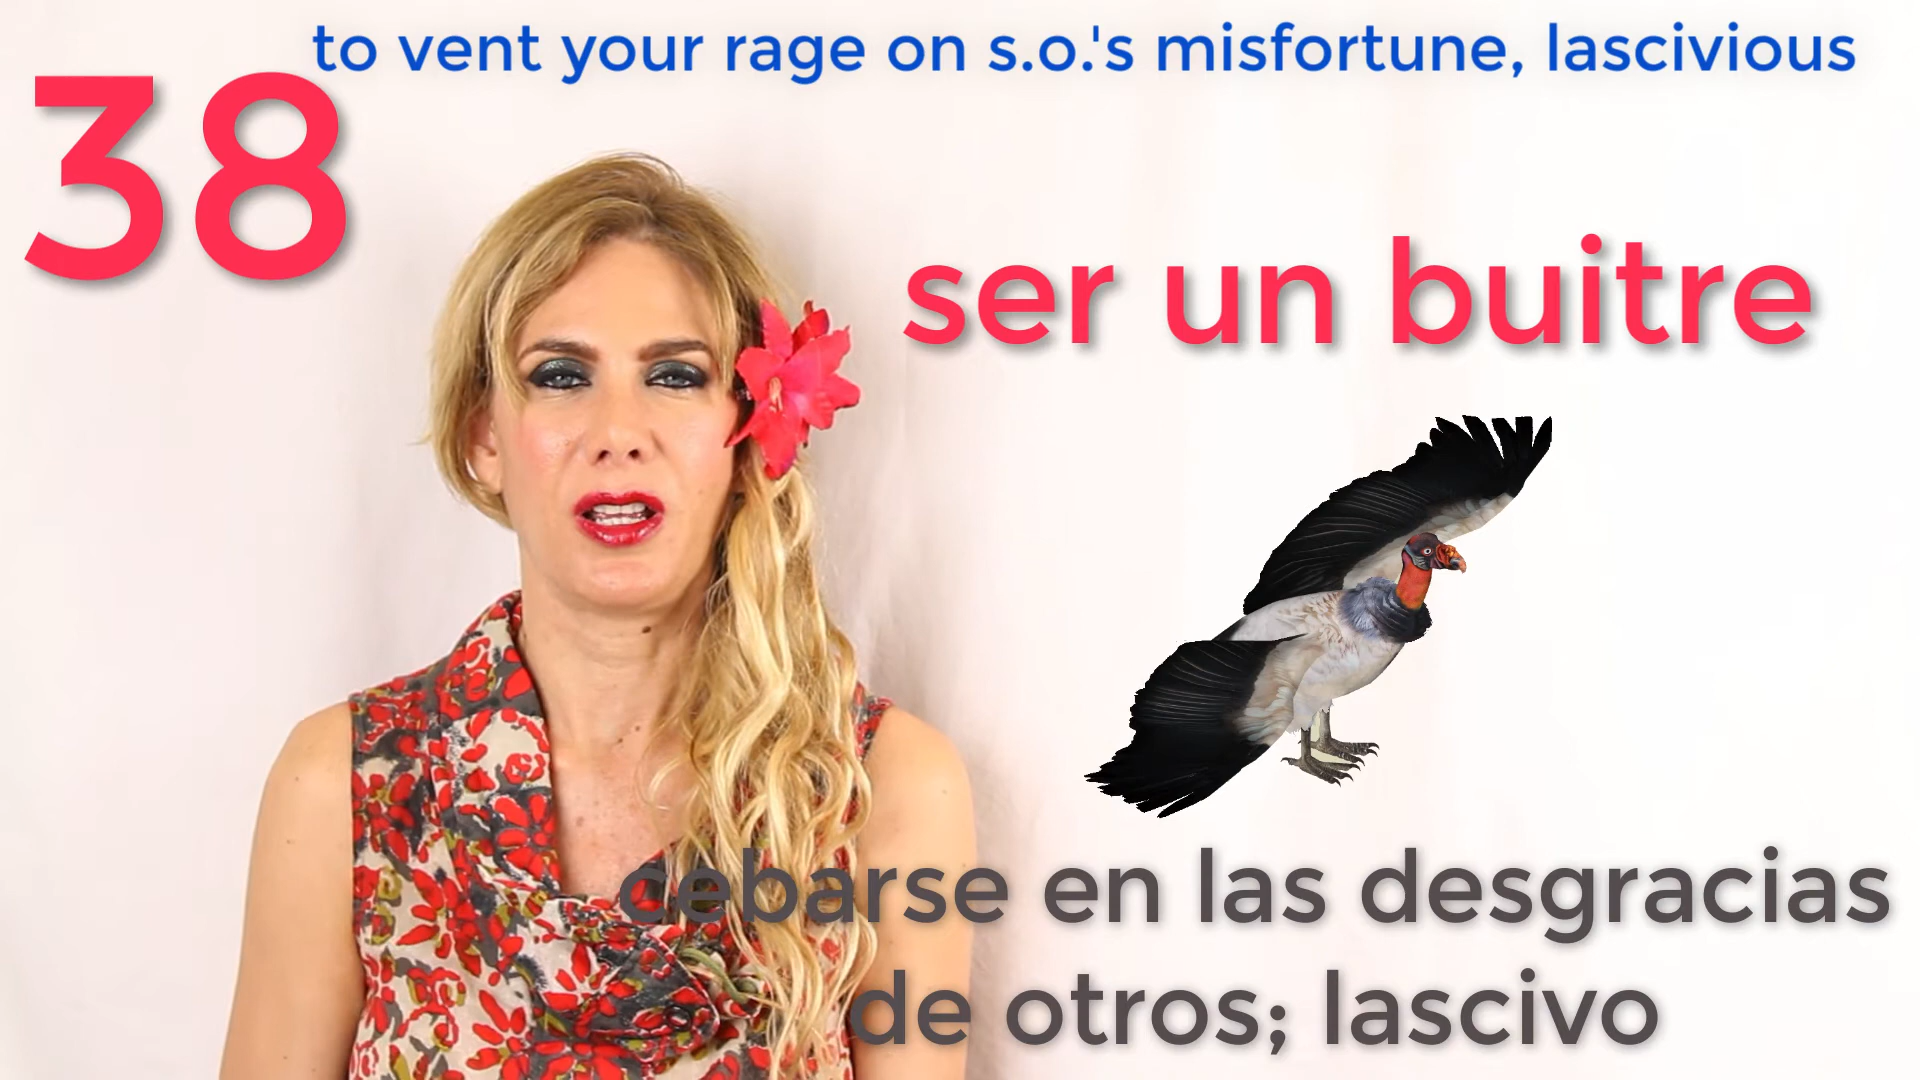 to vent your rage on s.o.'s misfortune, lascivious
38
ser un buitre
cebarse en las desgracias
de otros; lascivo